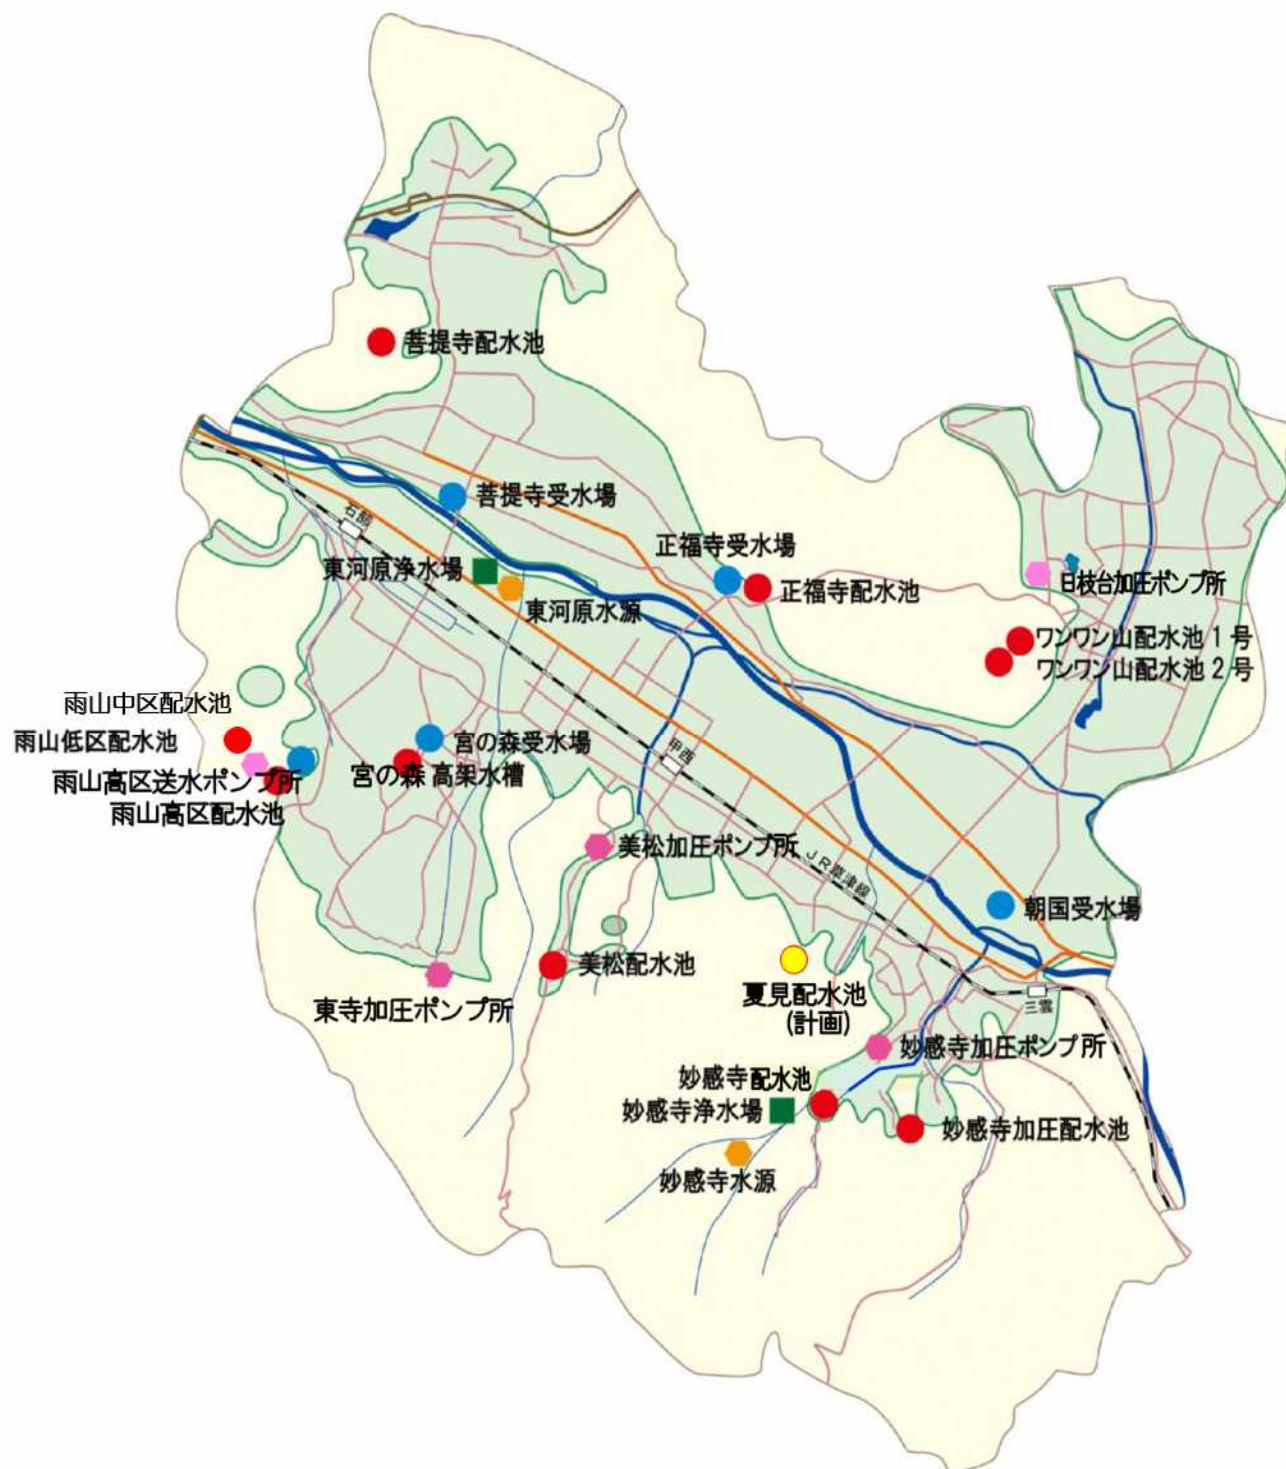 菩提寺配水池
菩提寺受水場
石部
正福寺受水場
東河原浄水場
正福寺配水池
日枝台加圧ポンプ所
東河原水源
ワンワン山配水池1号
ワンワン山配水池2号
雨山中区配水池
雨山低区配水池
宮の森受水場
甲西
宮の森 高架水槽
雨山高区送水ポンプ所
雨山高区配水池
美松加圧ポンプ所
JR草津線
朝国受水場
美松配水池
夏見配水池
(計画)
三雲
東寺加圧ポンプ所
妙感寺加圧ポンプ所
妙感寺 配水池
妙感寺浄水場
妙感寺加圧配水池
妙感寺水源